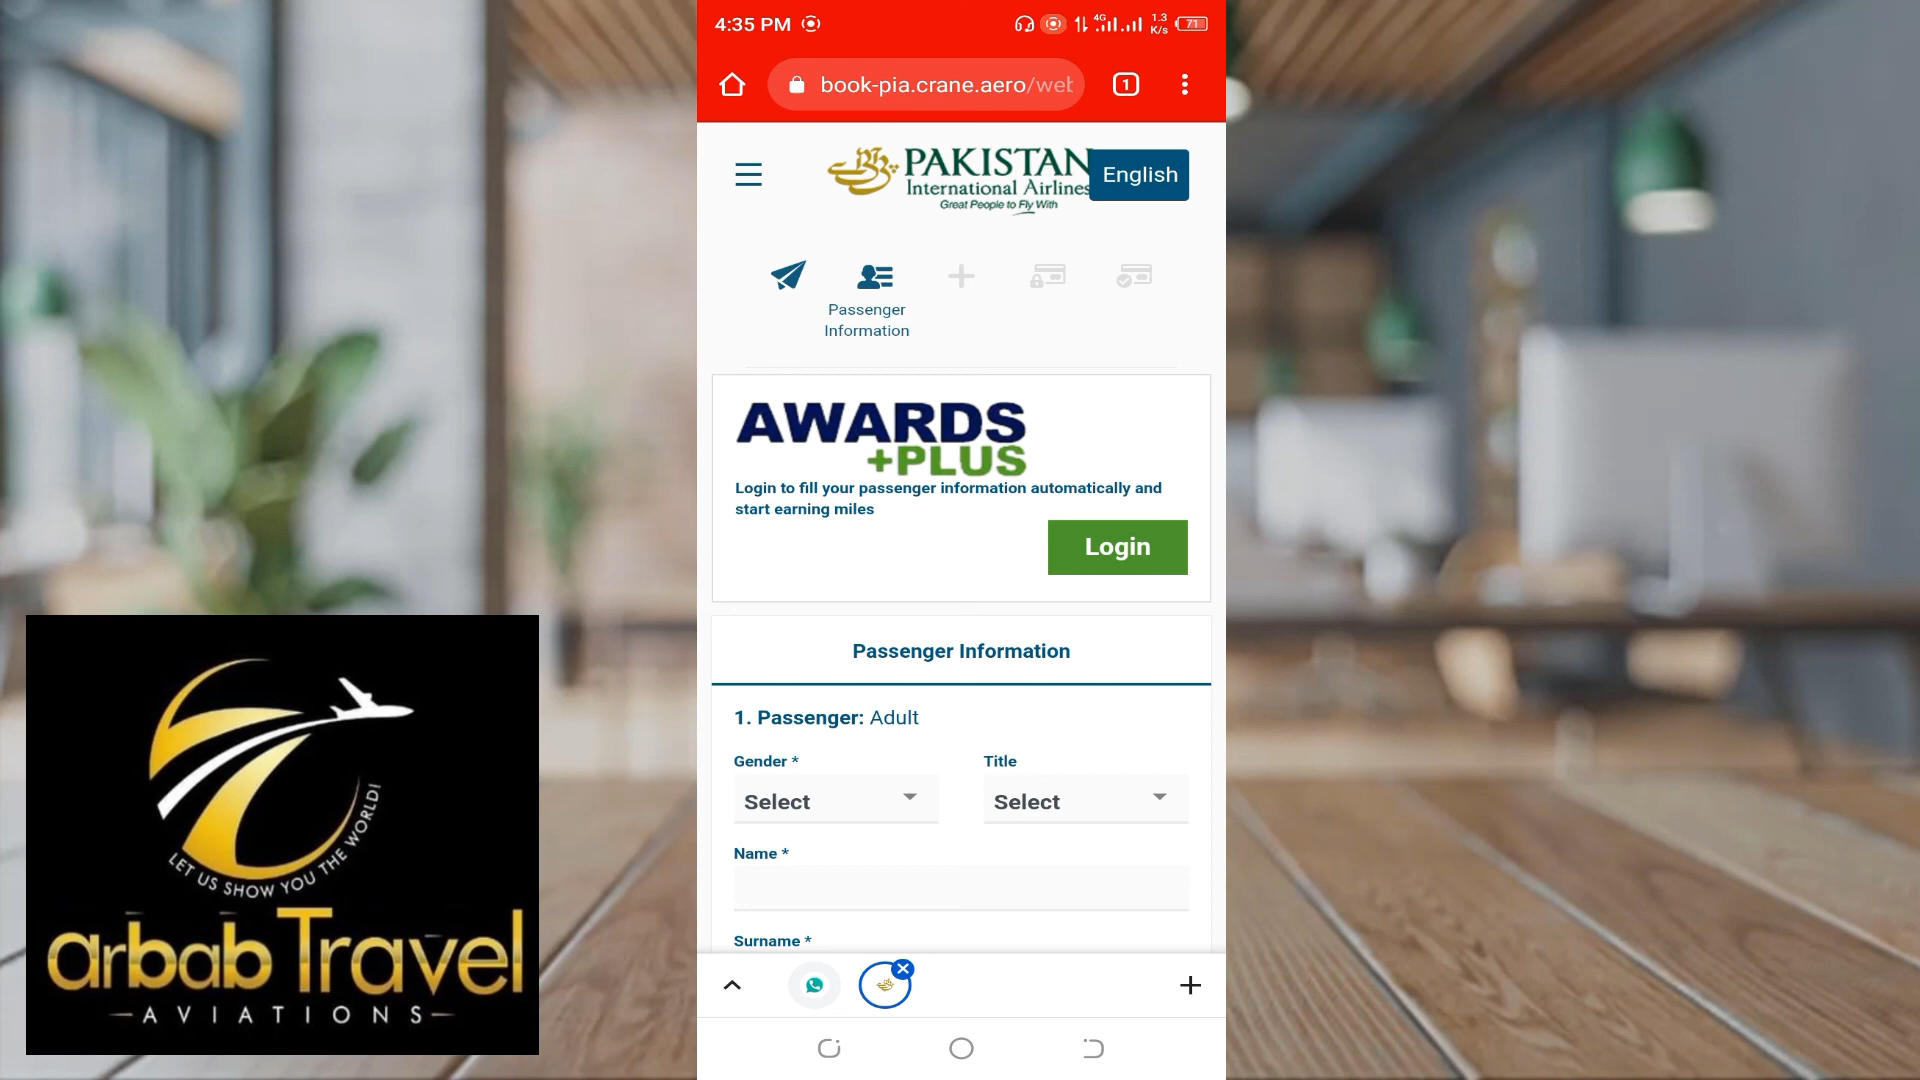 4:35 PM
4G
1.3
K/s
71
book-pia.crane.aero/web
1
PAKISTAN
International Airlines
Great People to Fly With
English
Passenger
Information
AWARDS
+PLUS
Login to fill your passenger information automatically and
start earning miles
Login
Passenger Information
1. Passenger: Adult
Gender *
Title
Select
Select
Name *
Surname *
LET US SHOW YOU THE WORLD!
arbab Travel
AVIATIONS